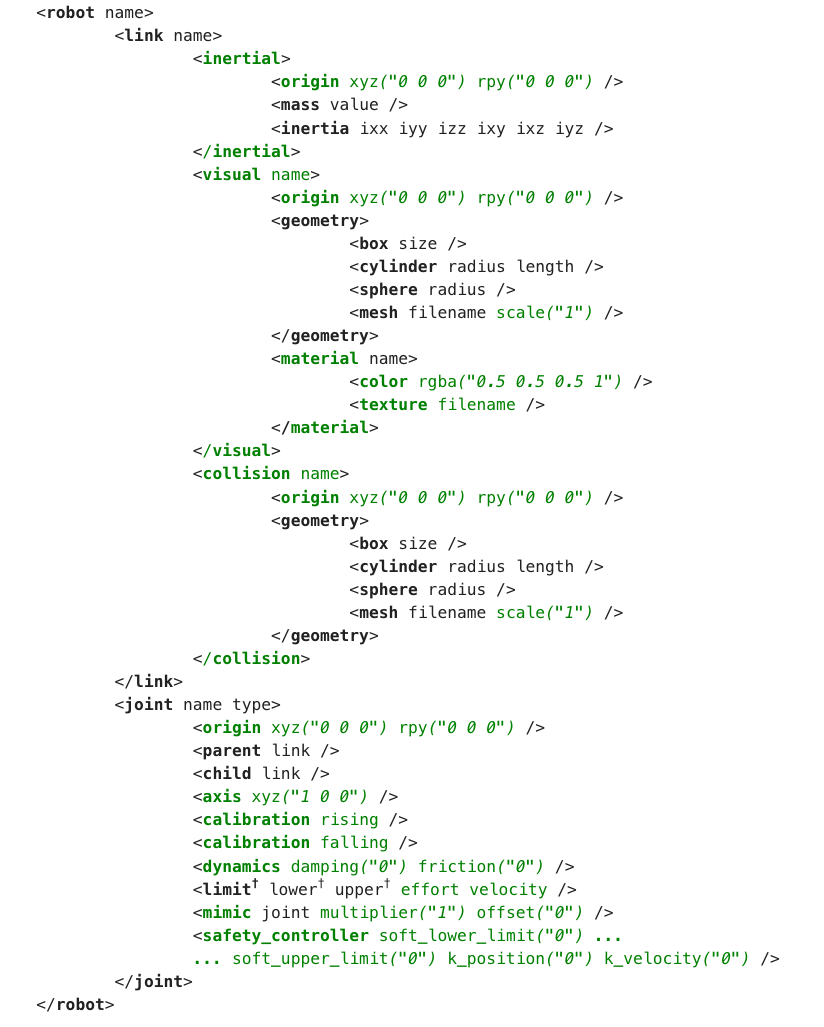 <robot name>
<link name>
<inertial>
<origin xyz("0 0 0") rpy("0 0 0") />
<mass value />
<inertia ixx iyy izz ixy ixz iyz />
</inertial>
<visual name>
<origin xyz("0 0 0") rpy("0 0 0") />
<geometry>
<box size />
<cylinder radius length />
<sphere radius />
<mesh filename scale("1") />
</geometry>
<material name>
<color rgba("0.5 0.5 0.5 1") />
<texture filename />
</material>
</visual>
<collision name>
<origin xyz("0 0 0") rpy("0 0 0") />
<geometry>
<box size />
<cylinder radius length />
<sphere radius />
<mesh filename scale("1") />
</geometry>
</collision>
</link>
<joint name type>
<origin xyz("0 0 0") rpy("0 0 0") />
<parent link />
<child link />
<axis xyz("1 0 0") />
<calibration rising />
<calibration falling />
<dynamics damping("0") friction("0") />
<limit† lower† upper† effort velocity />
<mimic joint multiplier("1") offset("0") />
<safety_controller soft_lower_limit("0") ...
... soft_upper_limit("0") k_position("0") k_velocity("0") />
</joint>
</robot>